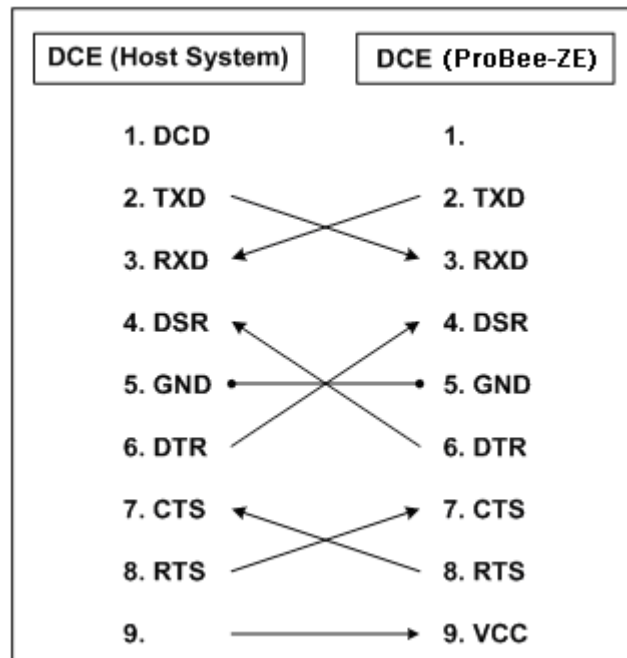 DCE (Host System) DCE (ProBee-ZE)
1. DCD 1.
2. TXD 2. TXD
3. RXD 3. RXD
4. DSR 4. DSR
5. GND 5. GND
6. DTR 6. DTR
7. CTS 7. CTS
8. RTS 8. RTS
9. 9. VCC